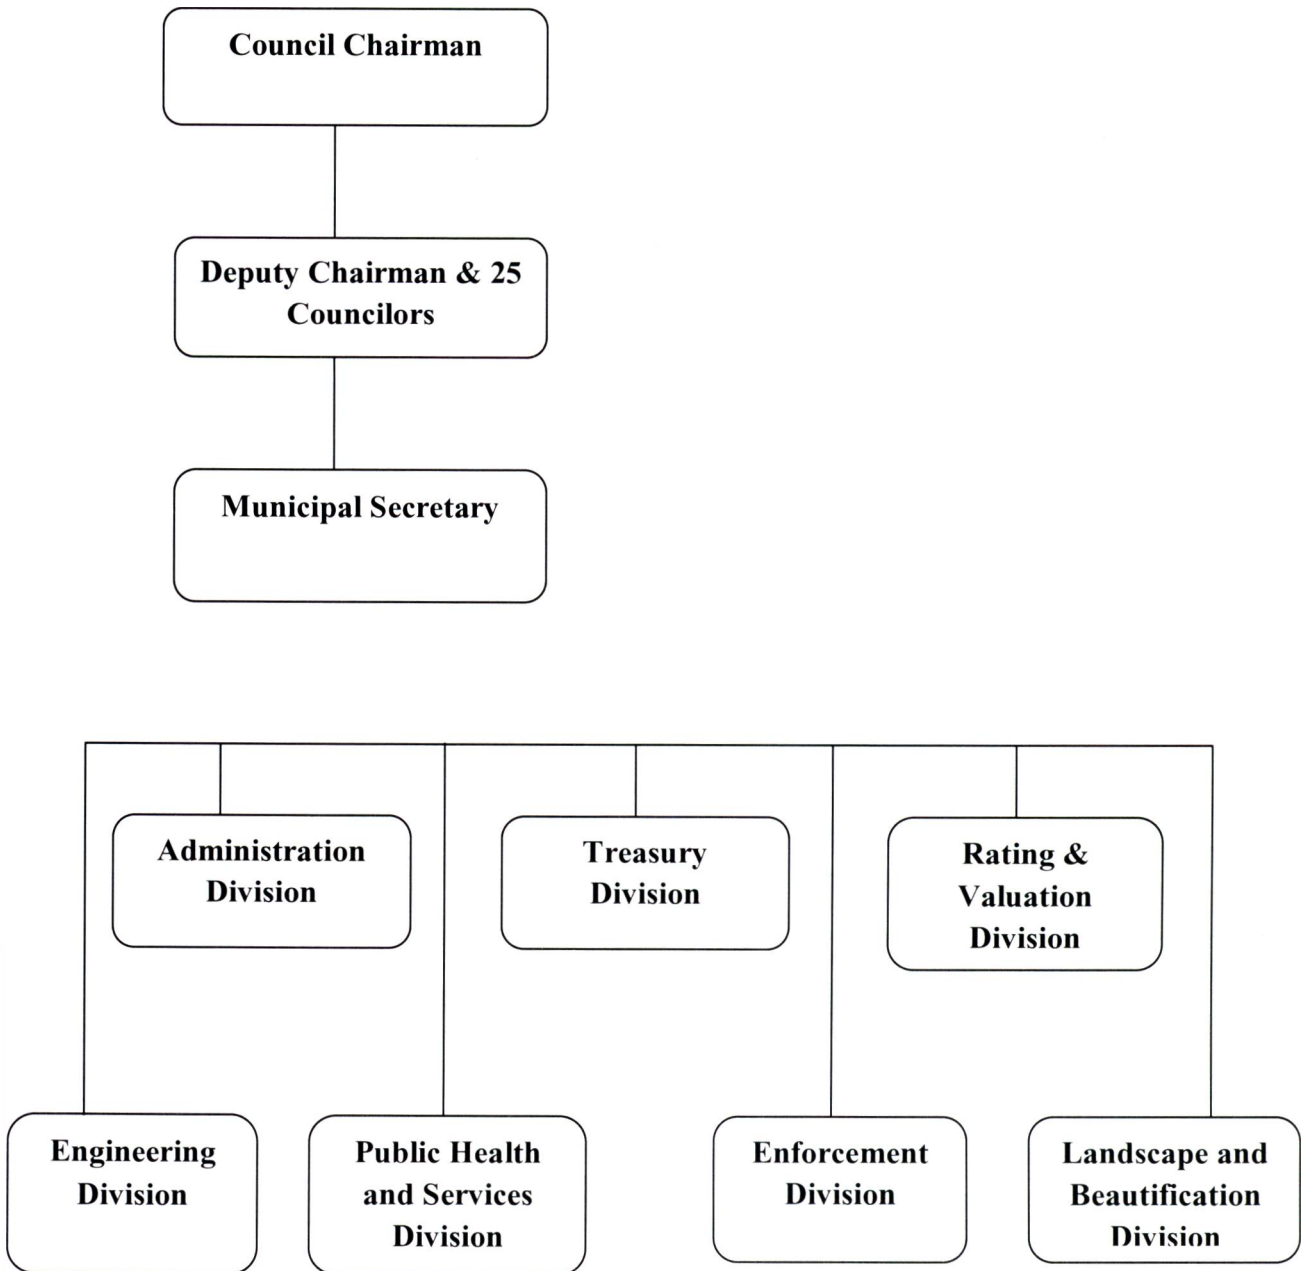 Council Chairman
Deputy Chairman & 25
Councilors
Municipal Secretary
Administration
Division
Treasury
Division
Rating &
Valuation
Division
Engineering
Division
Public Health
and Services
Division
Enforcement
Division
Landscape and
Beautification
Division